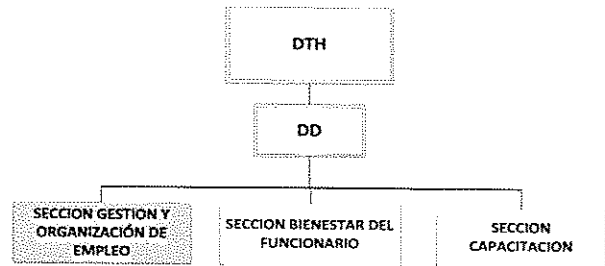 DTH
DD
SECCION GESTION Y
ORGANIZACIÓN DE
EMPLEO
SECCION BIENESTAR DEL
FUNCIONARIO
SECCION
CAPACITACION